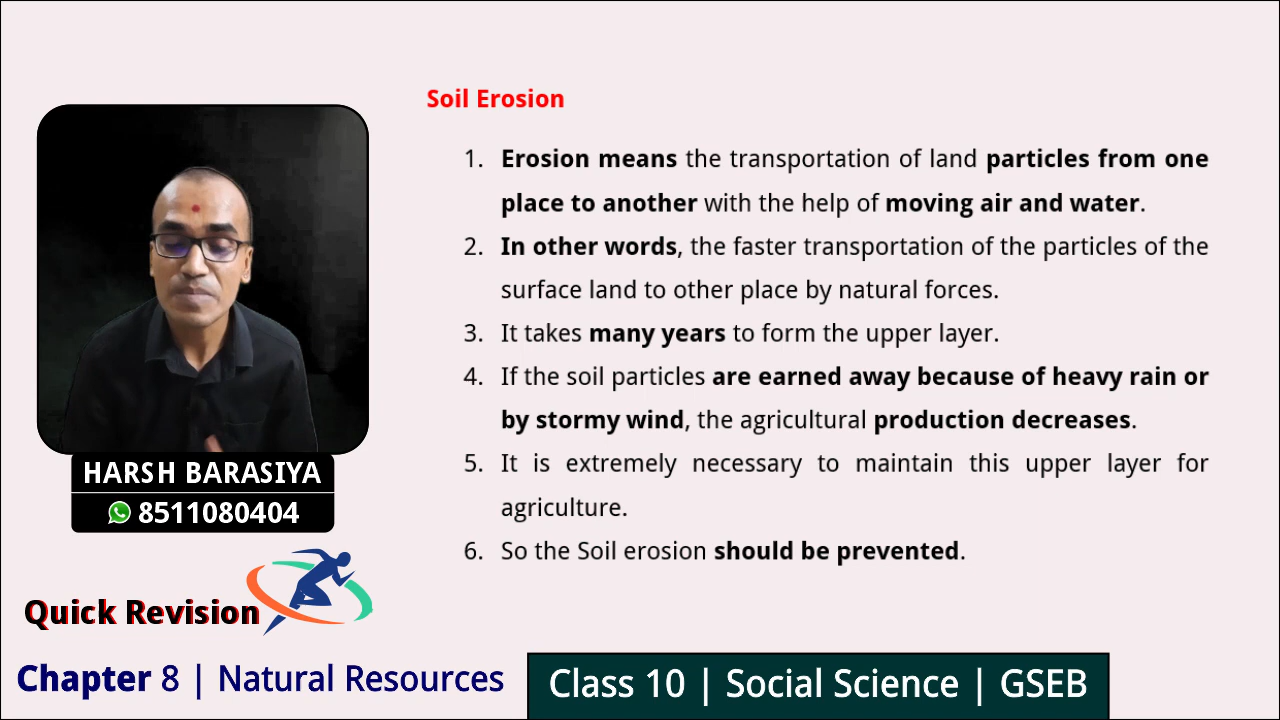 Soil Erosion
1. Erosion means the transportation of land particles from one
place to another with the help of moving air and water.
2. In other words, the faster transportation of the particles of the
surface land to other place by natural forces.
3. It takes many years to form the upper layer.
4. If the soil particles are earned away because of heavy rain or
by stormy wind, the agricultural production decreases.
5. It is extremely necessary to maintain this upper layer for
agriculture.
6. So the Soil erosion should be prevented.
HARSH BARASIYA
8511080404
Quick Revision
Chapter 8 | Natural Resources
Class 10 | Social Science | GSEB